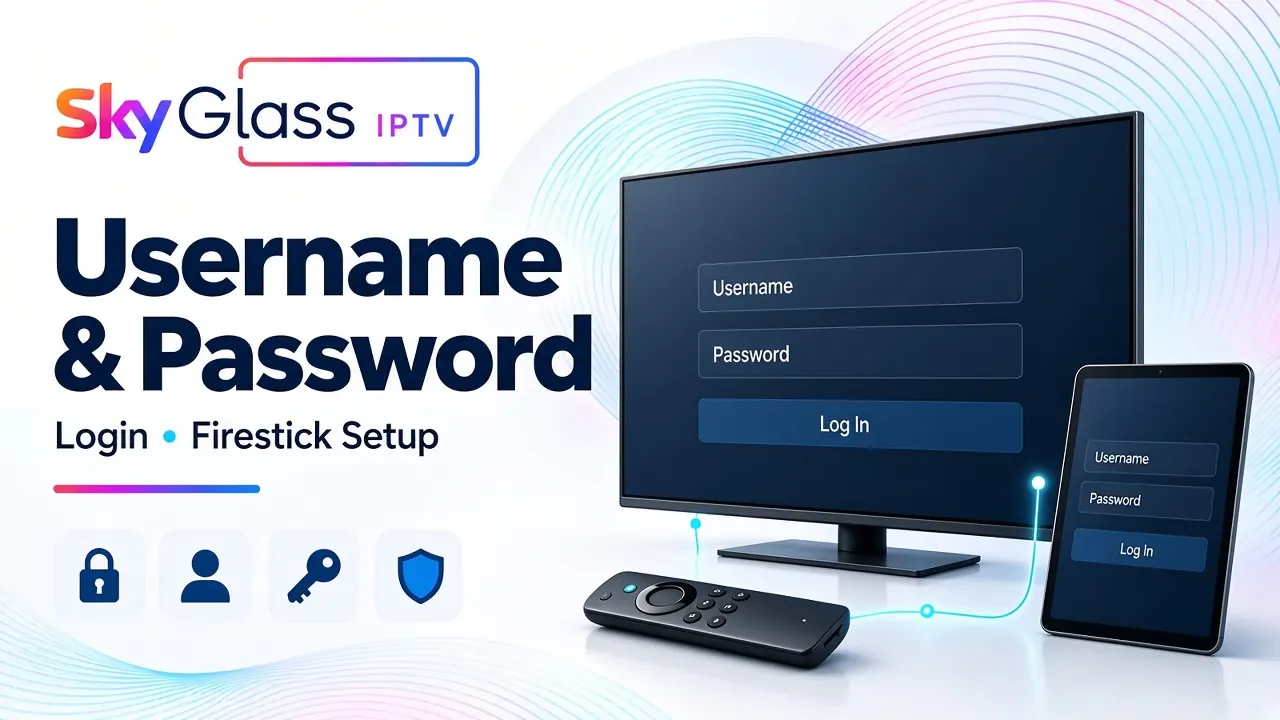 Sky Glass IPTV
Username
& Password
Login • Firestick Setup
Username
Password
Log In
Username
Password
Log In